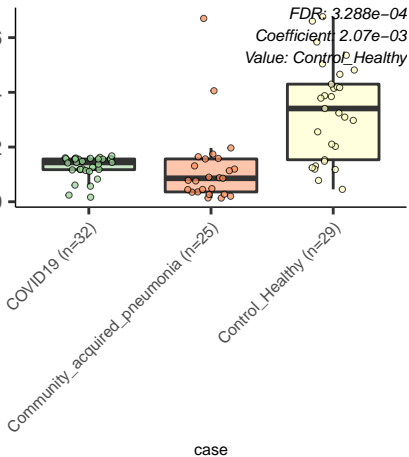 FDR: 3.288e−04
Coefficient: 2.07e−03
Value: Control_Healthy
COVID19 (n=32)
Community_acquired_pneumonia (n=25)
Control_Healthy (n=29)
case